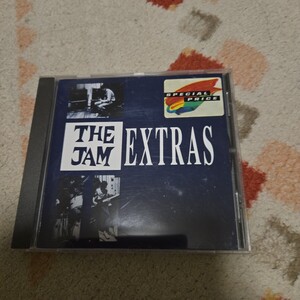 SPECIAL
PRICE
THE
JAM
EXTRAS